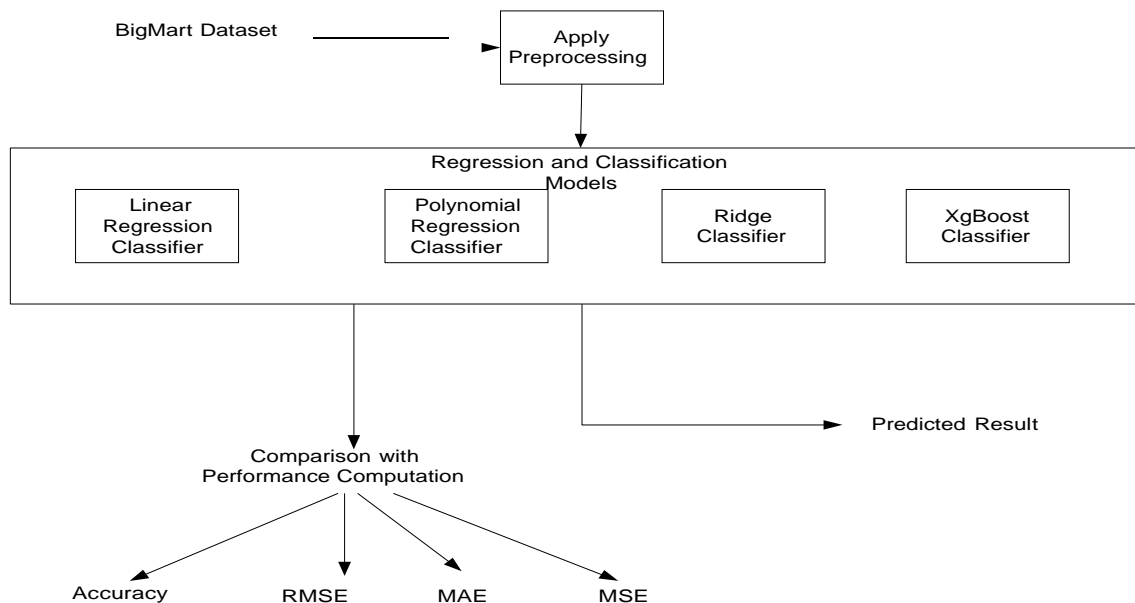 BigMart Dataset
Apply
Preprocessing
Regression and Classification
Models
Linear
Regression
Classifier
Polynomial
Regression
Classifier
Ridge
Classifier
XgBoost
Classifier
Predicted Result
Comparison with
Performance Computation
Accuracy
RMSE
MAE
MSE